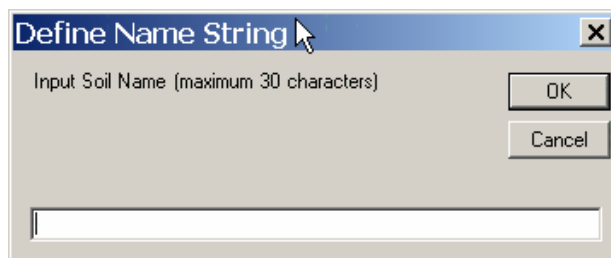 Define Name String
Input Soil Name (maximum 30 characters)
OK
Cancel